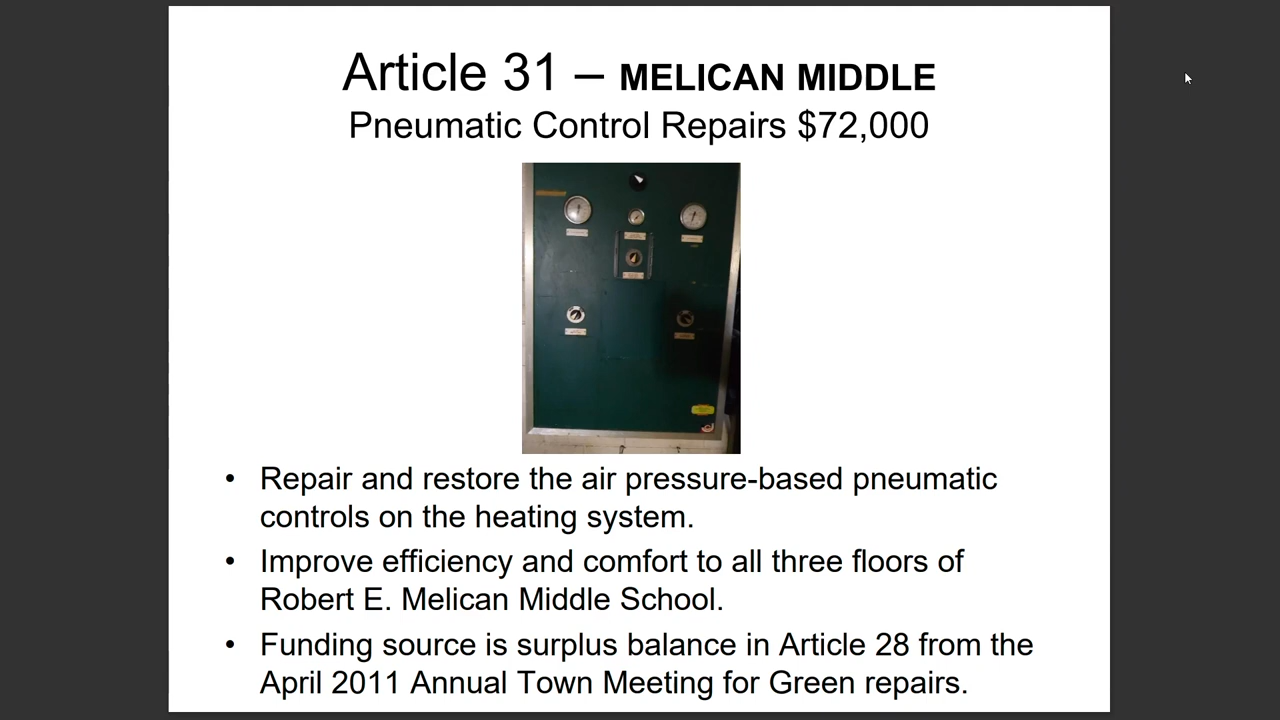 Article 31 – MELICAN MIDDLE
Pneumatic Control Repairs $72,000
• Repair and restore the air pressure-based pneumatic
controls on the heating system.
• Improve efficiency and comfort to all three floors of
Robert E. Melican Middle School.
• Funding source is surplus balance in Article 28 from the
April 2011 Annual Town Meeting for Green repairs.